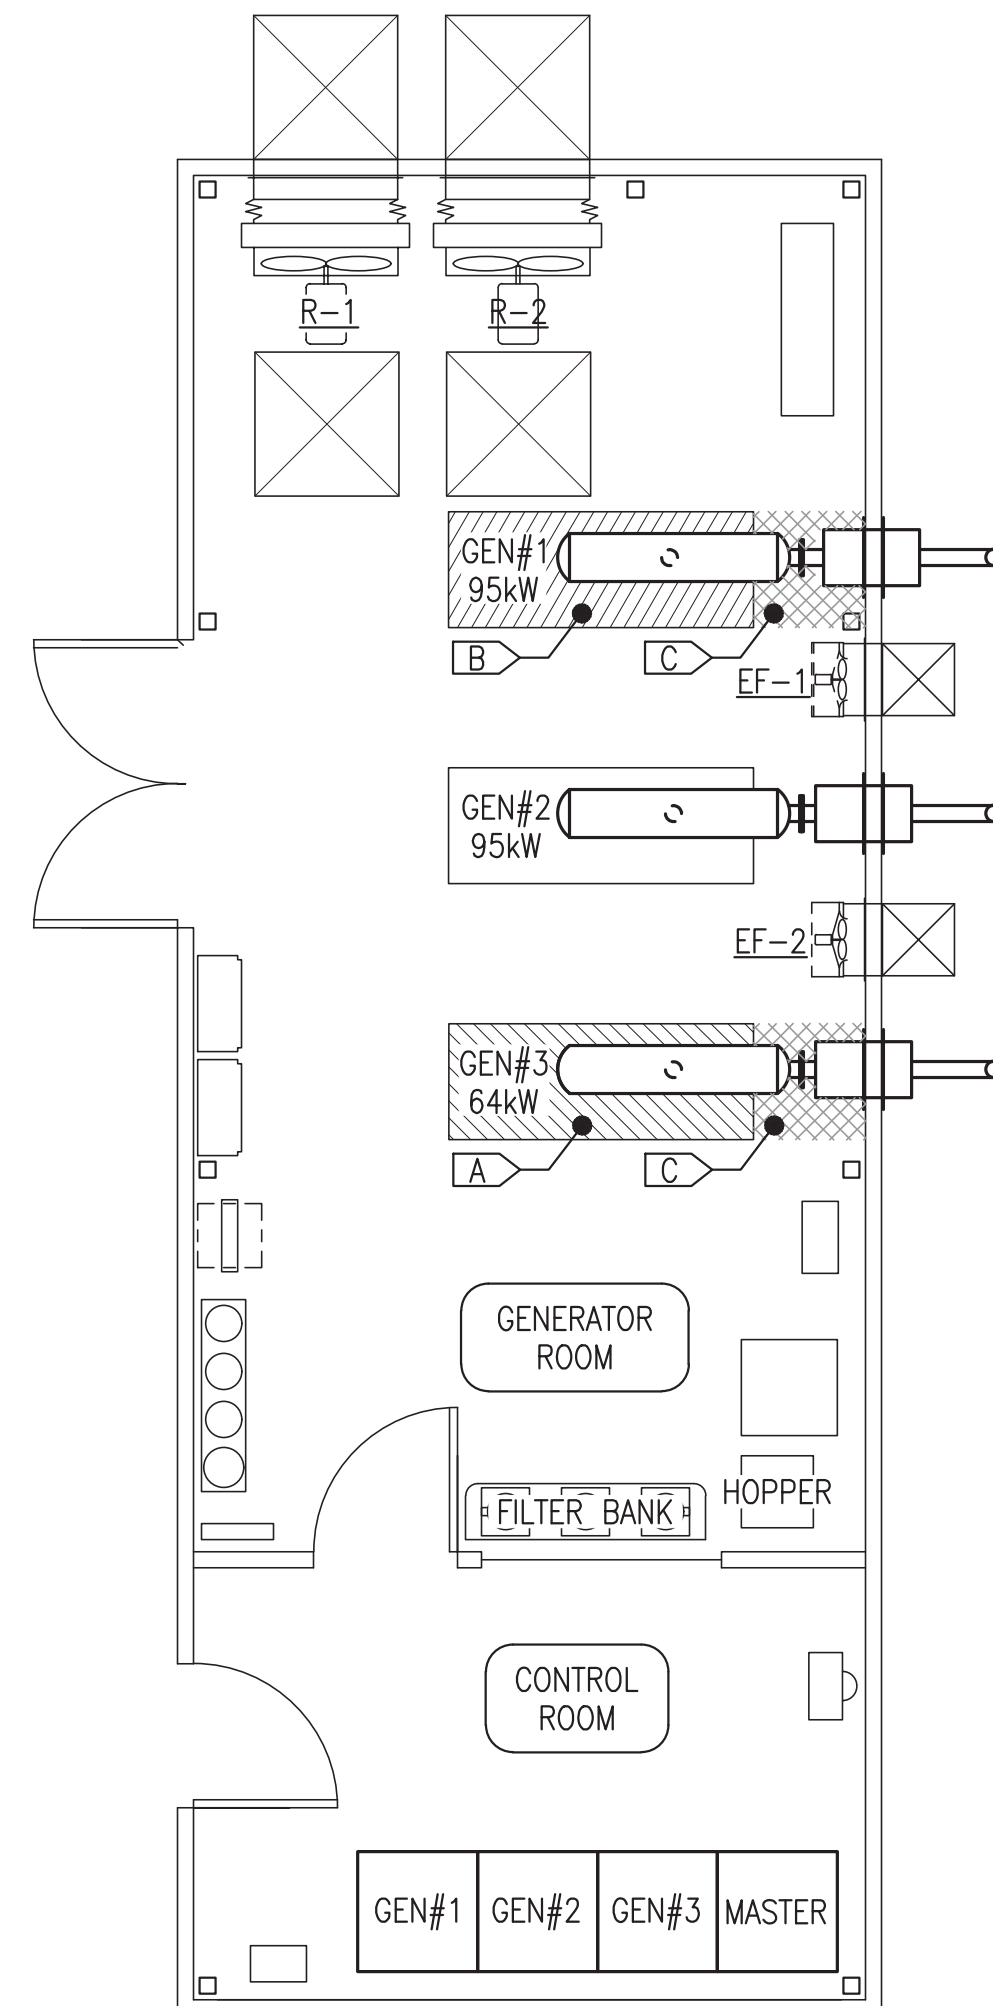 R-1
R-2
GEN#1
95kW
B
C
EF-1
GEN#2
95kW
EF-2
GEN#3
64kW
A
C
GENERATOR
ROOM
HOPPER
FILTER BANK
CONTROL
ROOM
GEN#1
GEN#2
GEN#3
MASTER